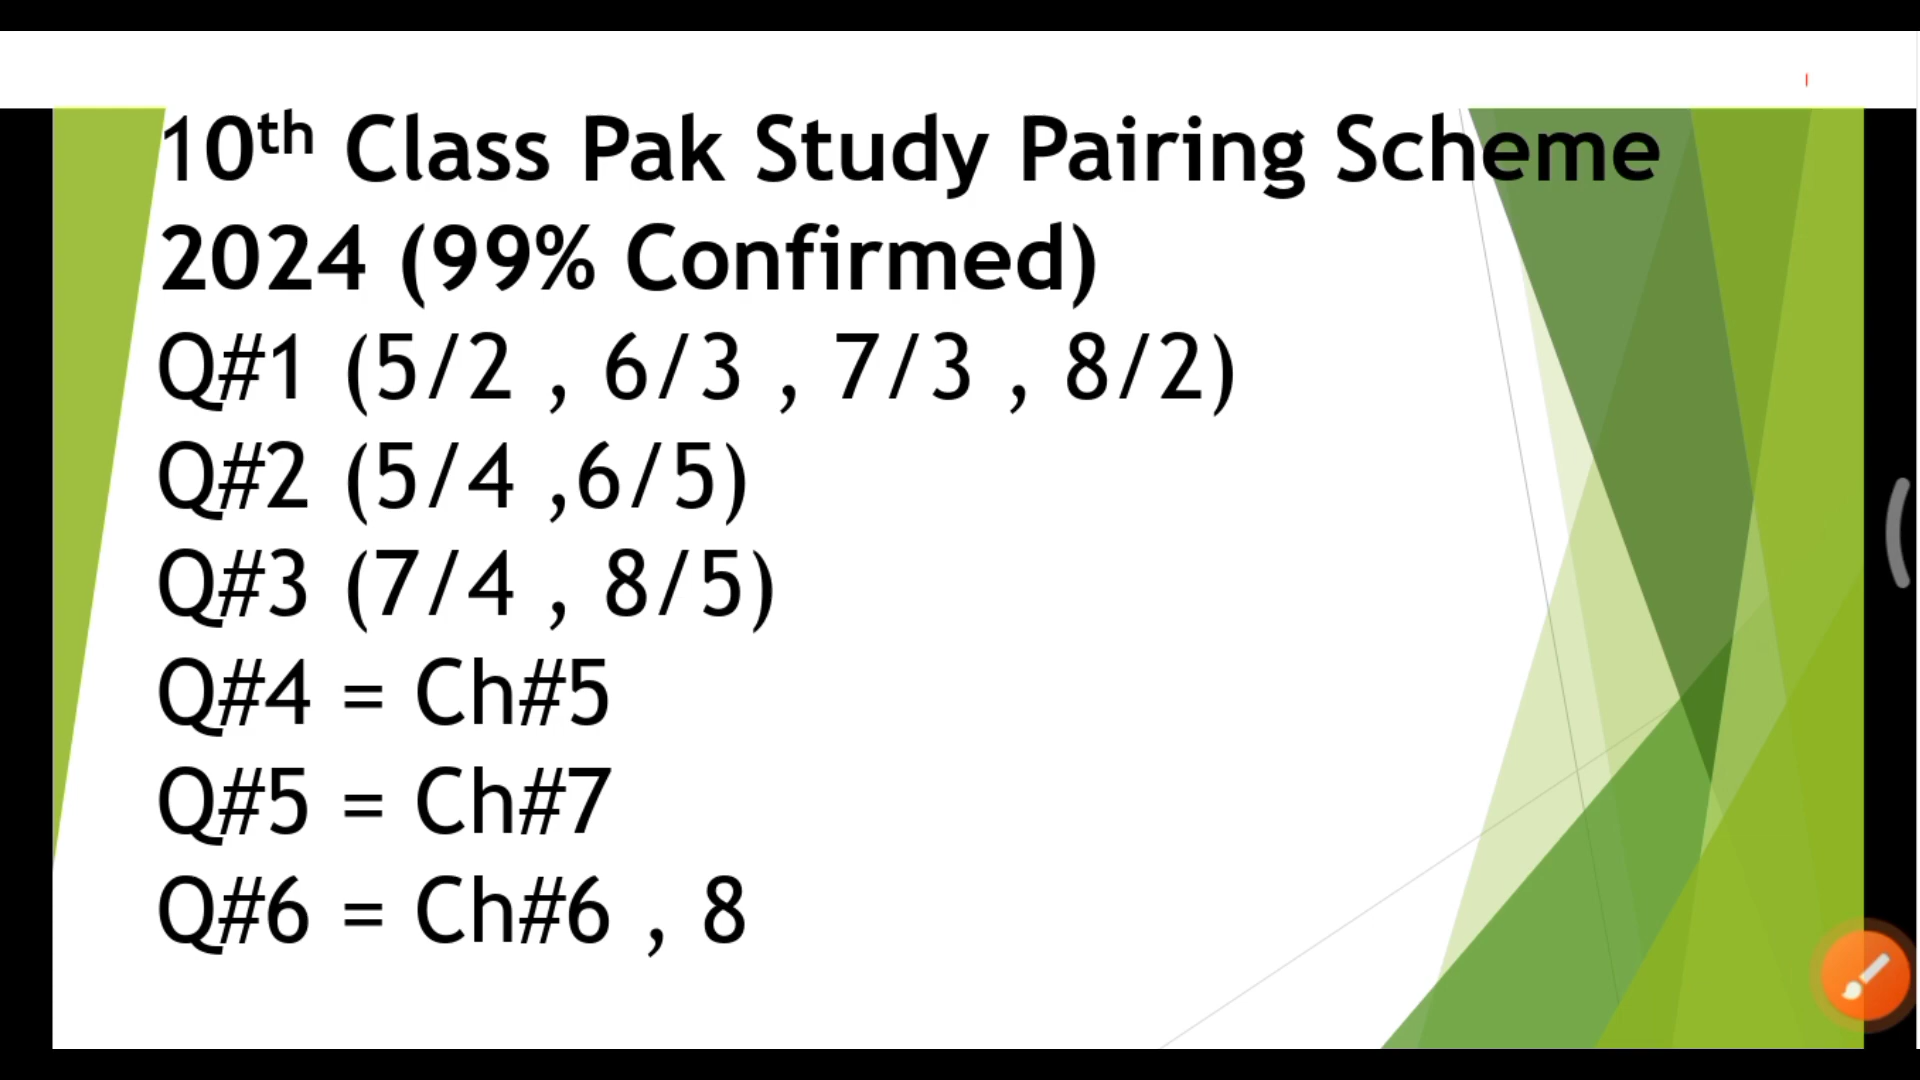 10th Class Pak Study Pairing Scheme
2024 (99% Confirmed)
Q#1 (5/2 , 6/3 , 7/3 , 8/2)
Q#2 (5/4 ,6/5)
Q#3 (7/4 , 8/5)
Q#4 = Ch#5
Q#5 = Ch#7
Q#6 = Ch#6 , 8